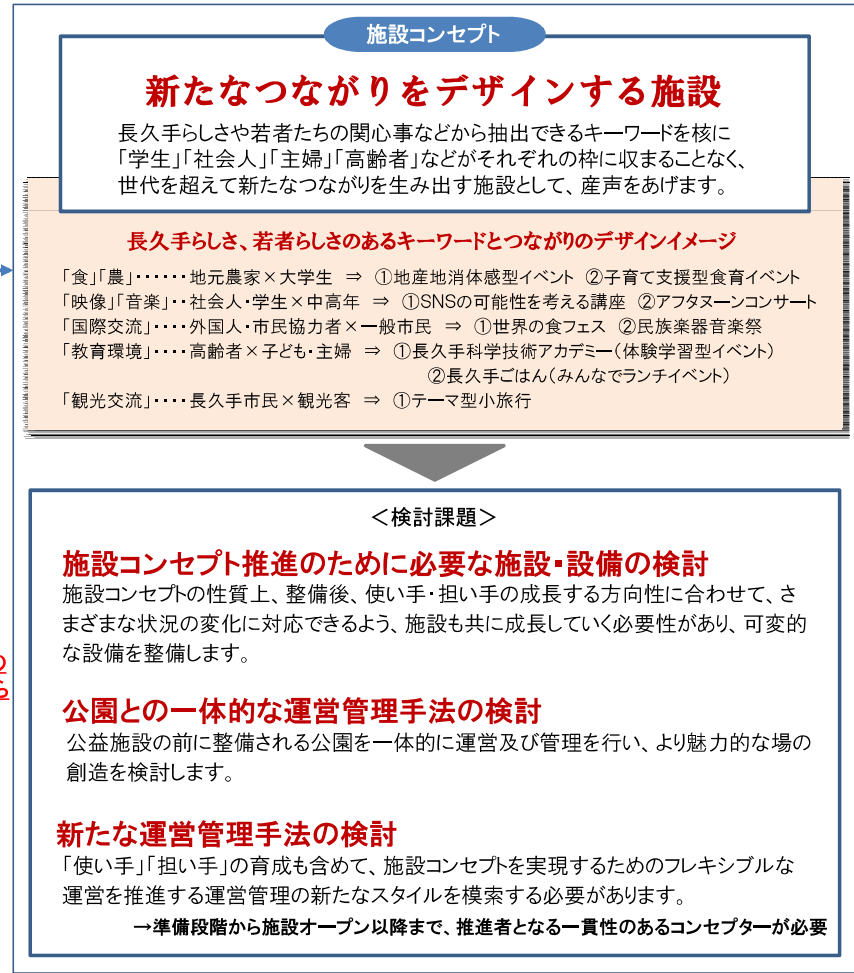 施設コンセプト
新たなつながりをデザインする施設
長久手らしさや若者たちの関心事などから抽出できるキーワードを核に
「学生」「社会人」「主婦」「高齢者」などがそれぞれの枠に収まることなく、
世代を超えて新たなつながりを生み出す施設として、産声をあげます。
長久手らしさ、若者らしさのあるキーワードとつながりのデザインイメージ
「食」「農」・・・・・・地元農家×大学生 ⇒ ①地産地消体感型イベント ②子育て支援型食育イベント
「映像」「音楽」・・社会人・学生×中高年 ⇒ ①SNSの可能性を考える講座 ②アフタヌーンコンサート
「国際交流」・・・・外国人・市民協力者×一般市民 ⇒ ①世界の食フェス ②民族楽器音楽祭
「教育環境」・・・・高齢者×子ども・主婦 ⇒ ①長久手科学技術アカデミー(体験学習型イベント)
②長久手ごはん(みんなでランチイベント)
「観光交流」・・・・長久手市民×観光客 ⇒ ①テーマ型小旅行
＜検討課題＞
施設コンセプト推進のために必要な施設・設備の検討
施設コンセプトの性質上、整備後、使い手・担い手の成長する方向性に合わせて、さ
まざまな状況の変化に対応できるよう、施設も共に成長していく必要性があり、可変的
な設備を整備します。
公園との一体的な運営管理手法の検討
公益施設の前に整備される公園を一体的に運営及び管理を行い、より魅力的な場の
創造を検討します。
新たな運営管理手法の検討
「使い手」「担い手」の育成も含めて、施設コンセプトを実現するためのフレキシブルな
運営を推進する運営管理の新たなスタイルを模索する必要があります。
→準備段階から施設オープン以降まで、推進者となる一貫性のあるコンセプターが必要